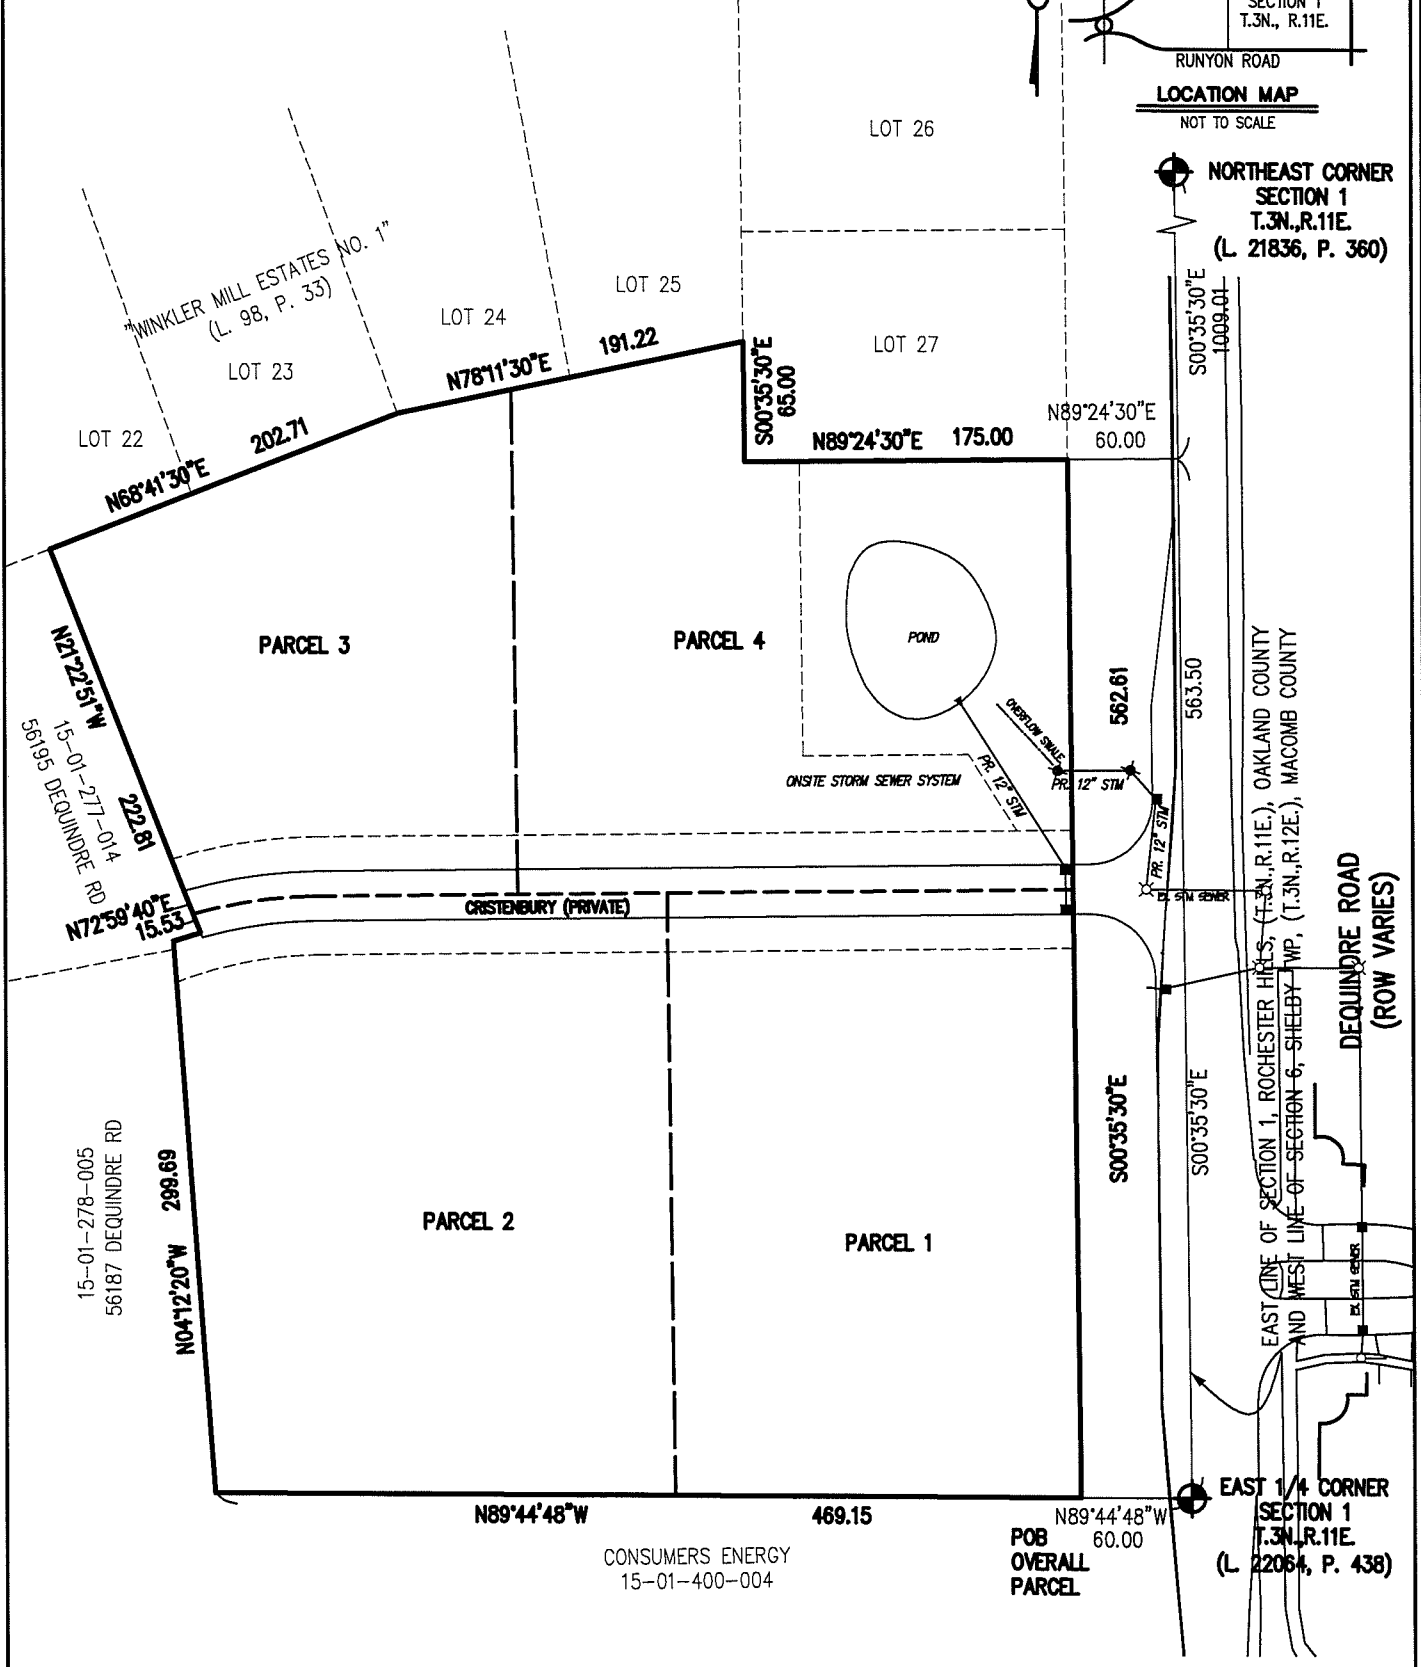 SECTION 1
T.3N., R.11E.
RUNYON ROAD
LOCATION MAP
NOT TO SCALE
LOT 26
NORTHEAST CORNER
SECTION 1
T.3N.,R.11E.
(L. 21836, P. 360)
"WINKLER MILL ESTATES NO. 1"
(L. 98, P. 33)
LOT 25
LOT 24
LOT 27
LOT 23
LOT 22
191.22
N78°11'30"E
202.71
N68°41'30"E
S00°35'30"E
65.00
N89°24'30"E 175.00
N89°24'30"E
60.00
S00°35'30"E
1009.01
PARCEL 3
PARCEL 4
POND
N21°22'51"W
222.81
15-01-277-014
56195 DEQUINDRE RD
OVERFLOW SWALE
562.61
563.50
ONSITE STORM SEWER SYSTEM
PR. 12" STM
PR. 12" STM
PR. 12" STM
EX. STM SEWER
N72°59'40"E
15.53
CRISTENBURY (PRIVATE)
EAST LINE OF SECTION 1, ROCHESTER HILLS, (T.3N.,R.11E.), OAKLAND COUNTY
AND WEST LINE OF SECTION 6, SHELBY TWP, (T.3N.,R.12E.), MACOMB COUNTY
DEQUINDRE ROAD
(ROW VARIES)
S00°35'30"E
S00°35'30"E
15-01-278-005
56187 DEQUINDRE RD
N04°12'20"W 299.69
PARCEL 2
PARCEL 1
EX. STM SEWER
N89°44'48"W 469.15
N89°44'48"W
60.00
POB
OVERALL
PARCEL
EAST 1/4 CORNER
SECTION 1
T.3N.,R.11E.
(L. 22064, P. 438)
CONSUMERS ENERGY
15-01-400-004